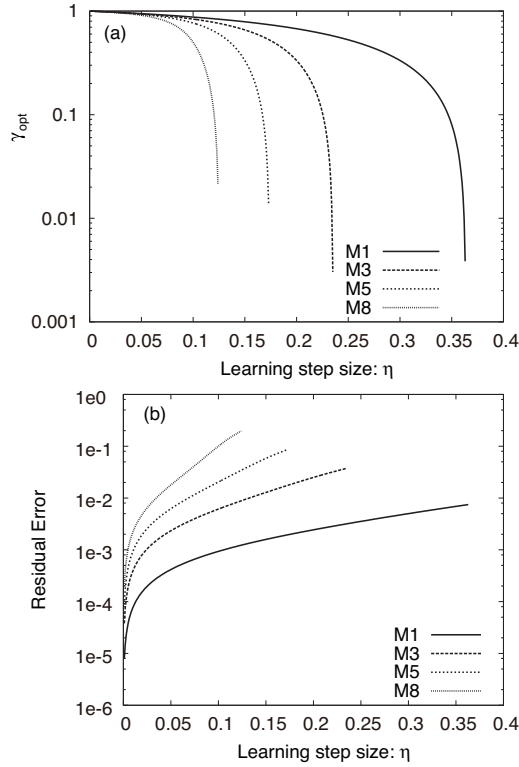 1
(a)
0.1
γopt
0.01
M1
M3
M5
M8
0.001
0 0.05 0.1 0.15 0.2 0.25 0.3 0.35 0.4
Learning step size: η
1e0
(b)
1e-1
1e-2
1e-3
Residual Error
1e-4
M1
1e-5
M3
M5
M8
1e-6
0 0.05 0.1 0.15 0.2 0.25 0.3 0.35 0.4
Learning step size: η